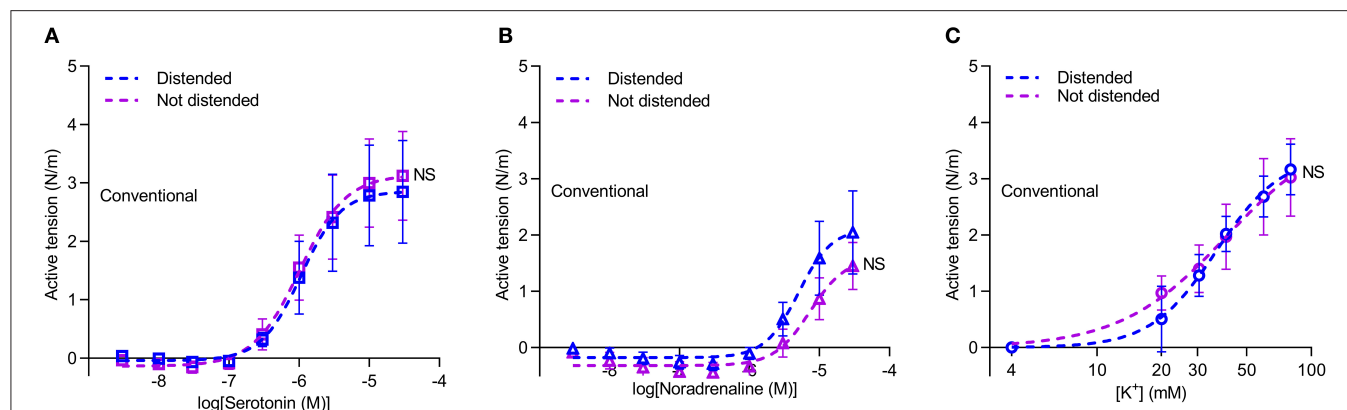 A
5
4
3
2
1
0
Active tension (N/m)
Distended
Not distended
Conventional
NS
-8
-7
-6
-5
-4
log[Serotonin (M)]
B
5
4
3
2
1
0
Active tension (N/m)
Distended
Not distended
Conventional
NS
-8
-7
-6
-5
-4
log[Noradrenaline (M)]
C
5
4
3
2
1
0
Active tension (N/m)
Distended
Not distended
Conventional
NS
4
10
20
30
50
100
[K⁺] (mM)